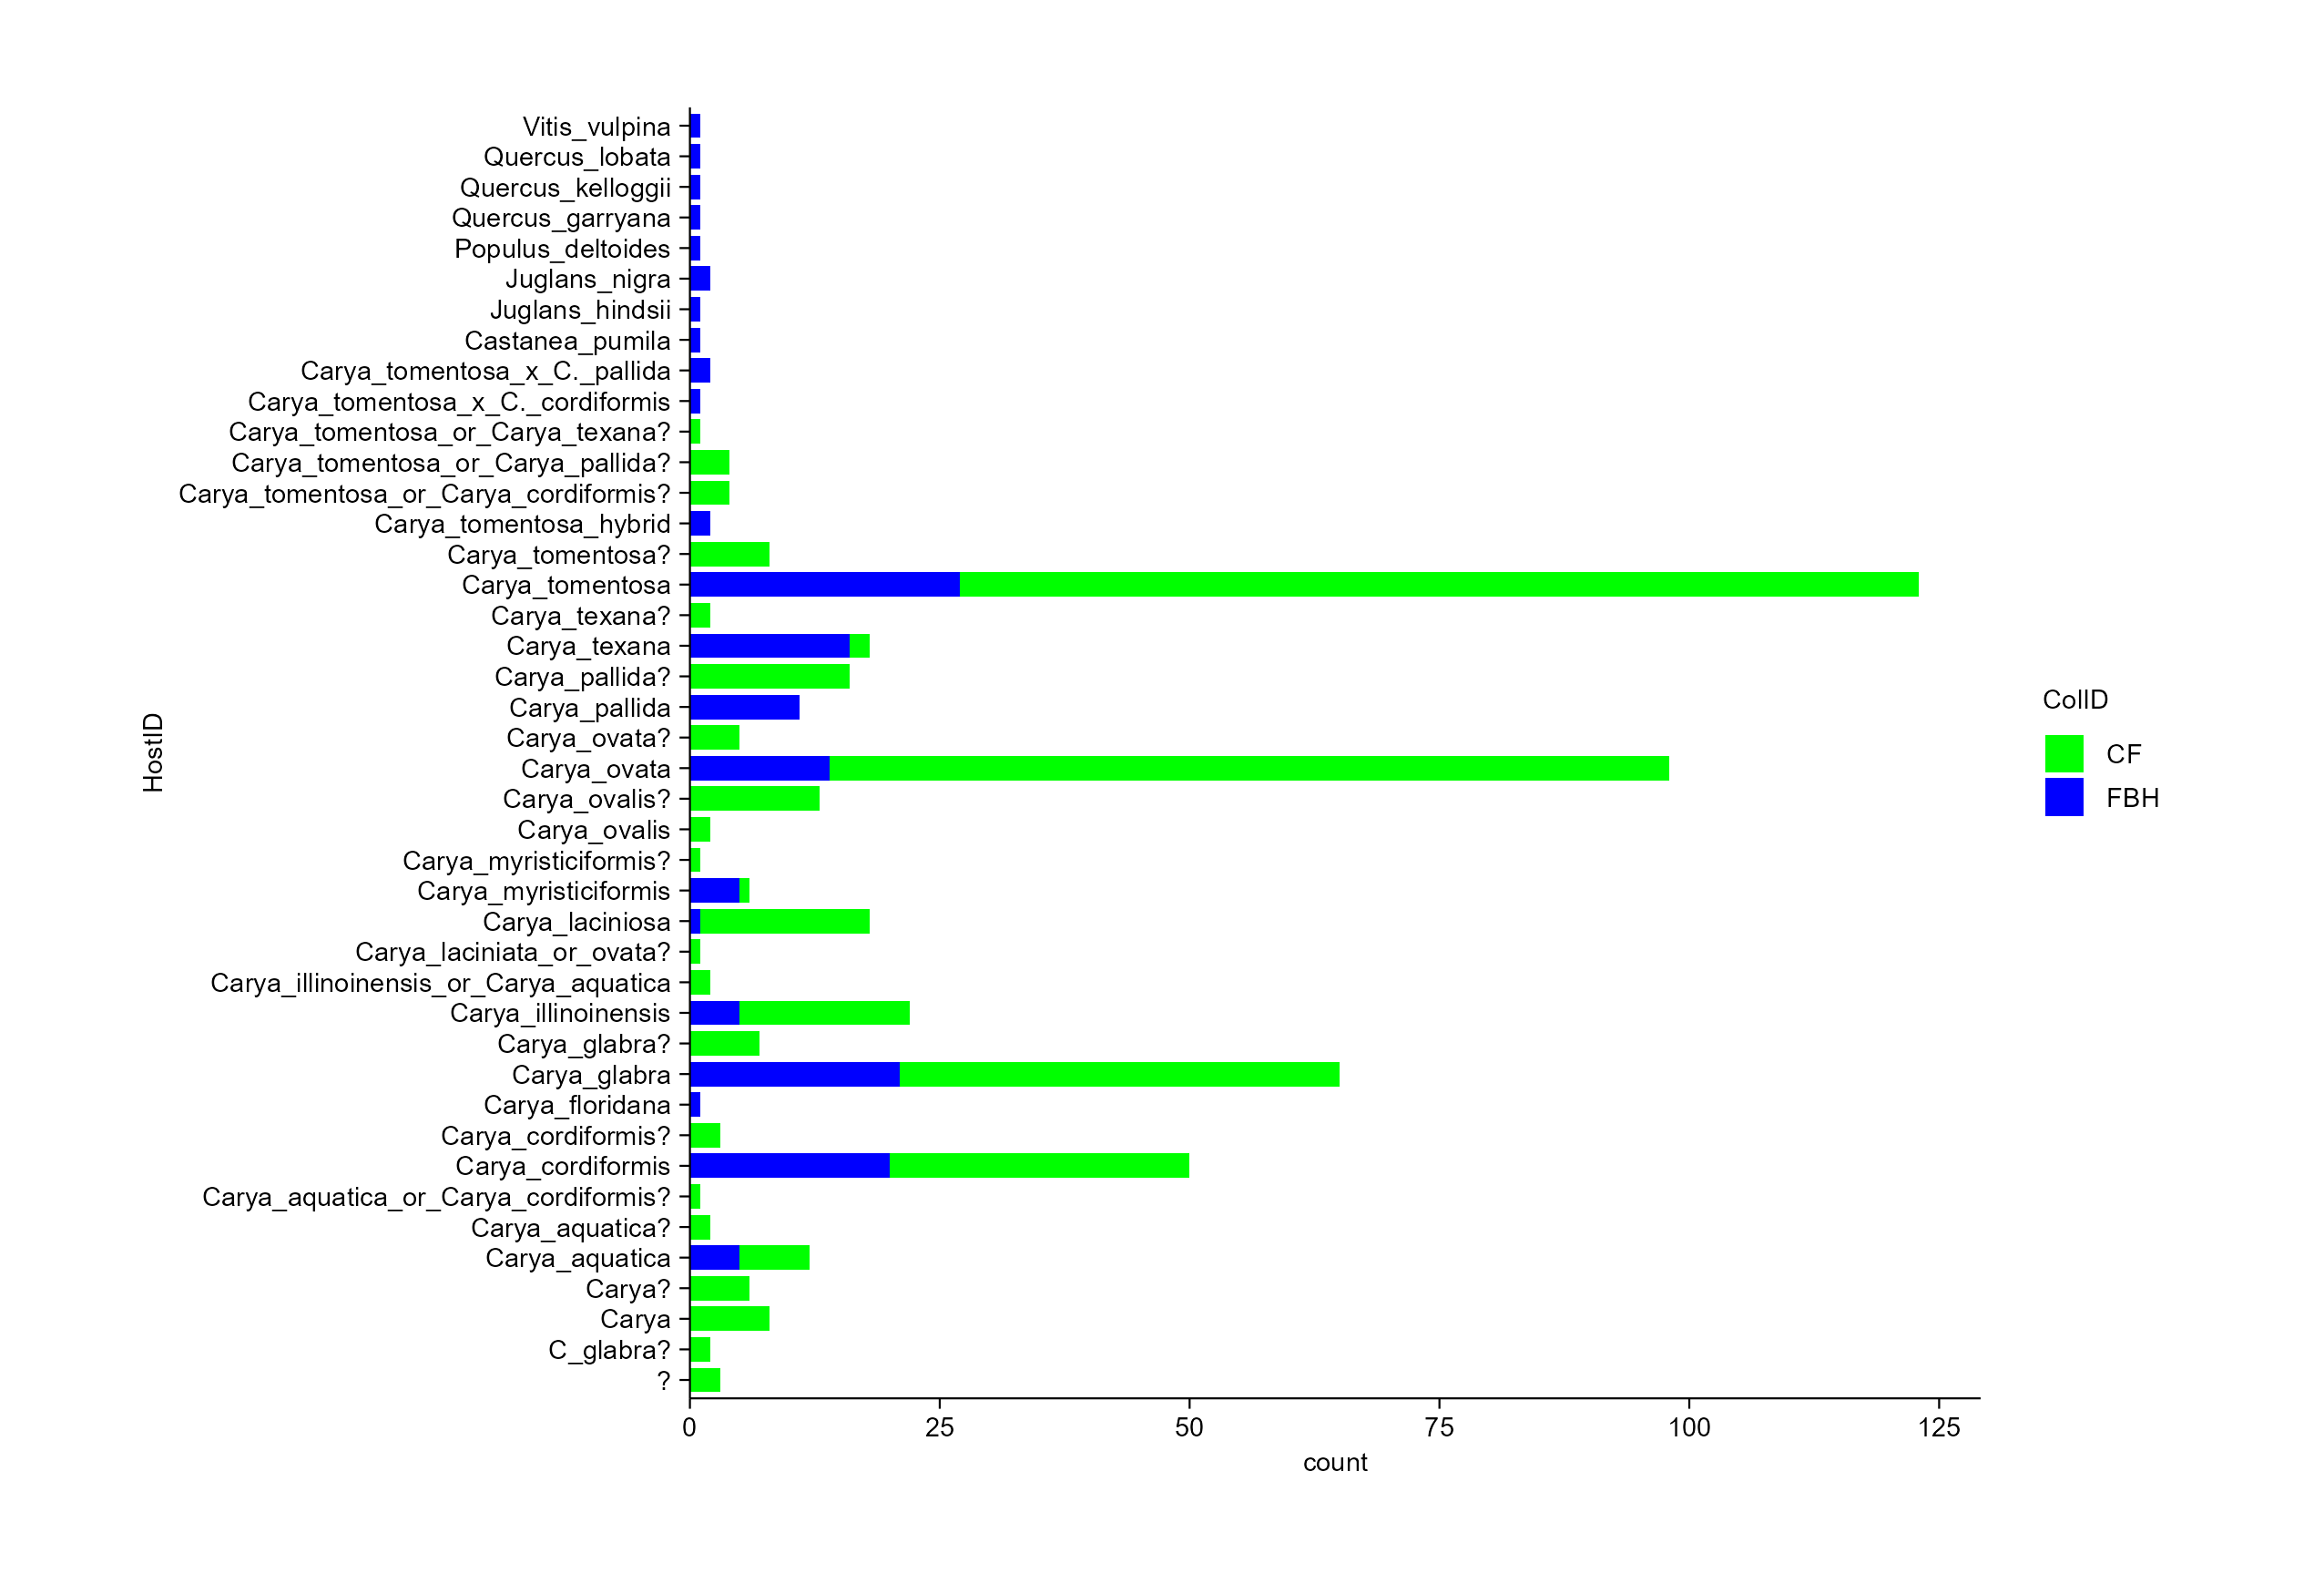 Vitis_vulpina
Quercus_lobata
Quercus_kelloggii
Quercus_garryana
Populus_deltoides
Juglans_nigra
Juglans_hindsii
Castanea_pumila
Carya_tomentosa_x_C._pallida
Carya_tomentosa_x_C._cordiformis
Carya_tomentosa_or_Carya_texana?
Carya_tomentosa_or_Carya_pallida?
Carya_tomentosa_or_Carya_cordiformis?
Carya_tomentosa_hybrid
Carya_tomentosa?
Carya_tomentosa
Carya_texana?
Carya_texana
Carya_pallida?
Carya_pallida
Carya_ovata?
Carya_ovata
Carya_ovalis?
Carya_ovalis
Carya_myristiciformis?
Carya_myristiciformis
Carya_laciniosa
Carya_laciniata_or_ovata?
Carya_illinoinensis_or_Carya_aquatica
Carya_illinoinensis
Carya_glabra?
Carya_glabra
Carya_floridana
Carya_cordiformis?
Carya_cordiformis
Carya_aquatica_or_Carya_cordiformis?
Carya_aquatica?
Carya_aquatica
Carya?
Carya
C_glabra?
?
HostID
0 25 50 75 100 125
count
CollD
CF
FBH